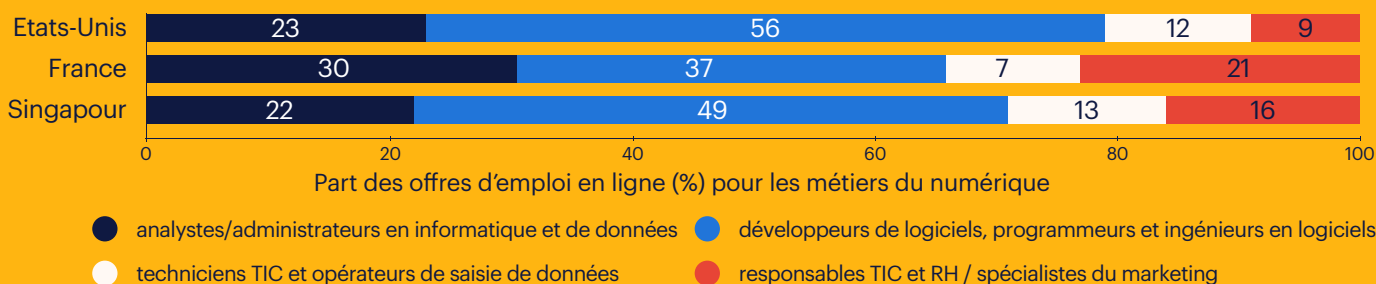 Etats-Unis 23 56 12 9
France 30 37 7 21
Singapour 22 49 13 16
0 20 40 60 80 100
Part des offres d’emploi en ligne (%) pour les métiers du numérique
analystes/administrateurs en informatique et de données développeurs de logiciels, programmeurs et ingénieurs en logiciels
techniciens TIC et opérateurs de saisie de données responsables TIC et RH / spécialistes du marketing